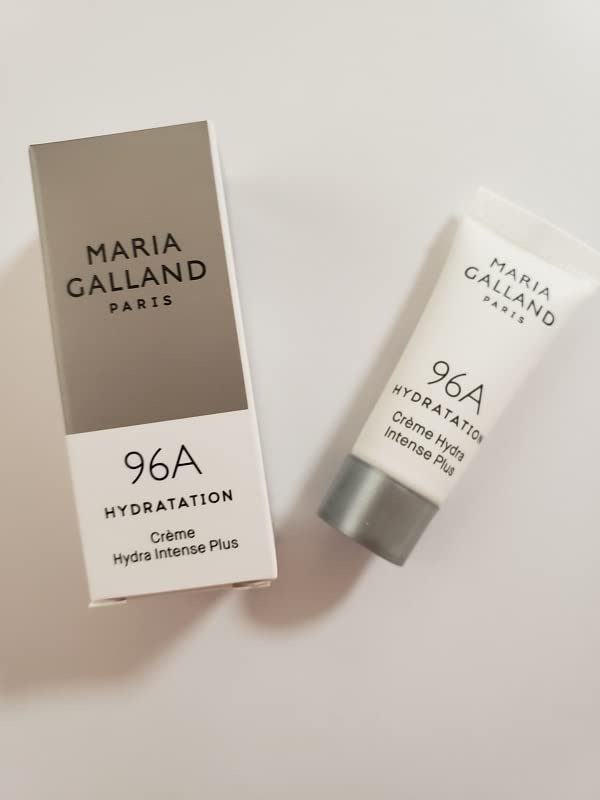 MARIA
GALLAND
PARIS
96A
HYDRATATION
Crème
Hydra Intense Plus
MARIA
GALLAND
PARIS
96A
HYDRATATION
Crème Hydra
Intense Plus